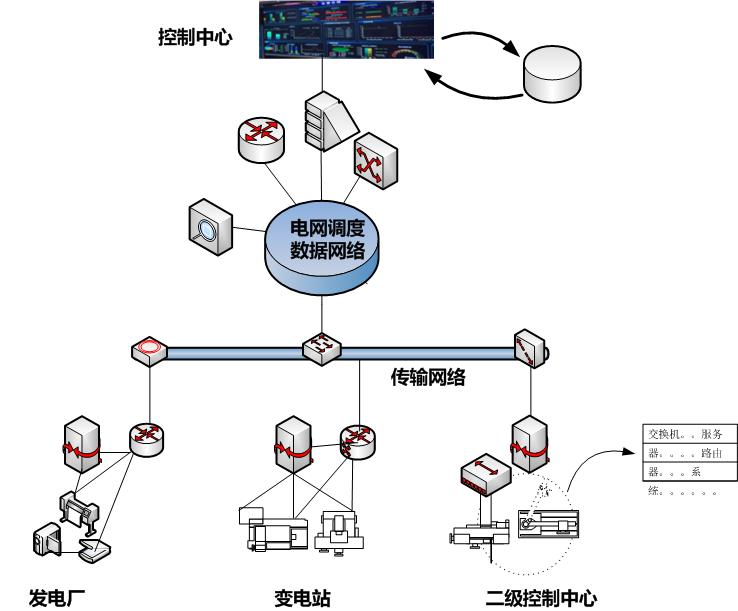 控制中心
电网调度
数据网络
传输网络
交换机。。服务
器。。。。路由
器。。。系
统。。。。。。
发电厂
变电站
二级控制中心